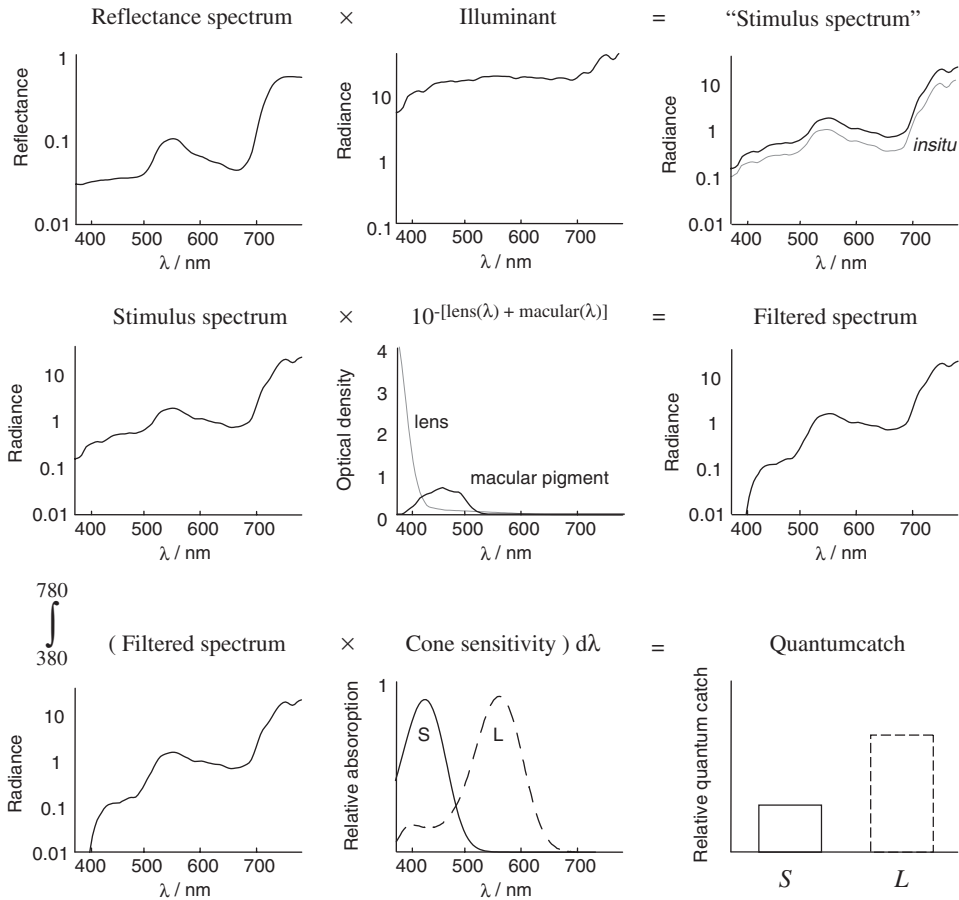 Reflectance spectrum × Illuminant = “Stimulus spectrum”
Reflectance
1
0.1
0.01
400 500 600 700
λ / nm
Radiance
10
1
0.1
400 500 600 700
λ / nm
Radiance
10
1
0.1
0.01
insitu
400 500 600 700
λ / nm
Stimulus spectrum × 10-[lens(λ) + macular(λ)] = Filtered spectrum
Radiance
10
1
0.1
0.01
400 500 600 700
λ / nm
Optical density
4
3
2
1
0
lens
macular pigment
400 500 600 700
λ / nm
Radiance
10
1
0.1
0.01
400 500 600 700
λ / nm
780
∫
380
( Filtered spectrum × Cone sensitivity ) dλ = Quantumcatch
Radiance
10
1
0.1
0.01
400 500 600 700
λ / nm
Relative absoroption
1
S L
400 500 600 700
λ / nm
Relative quantum catch
S L